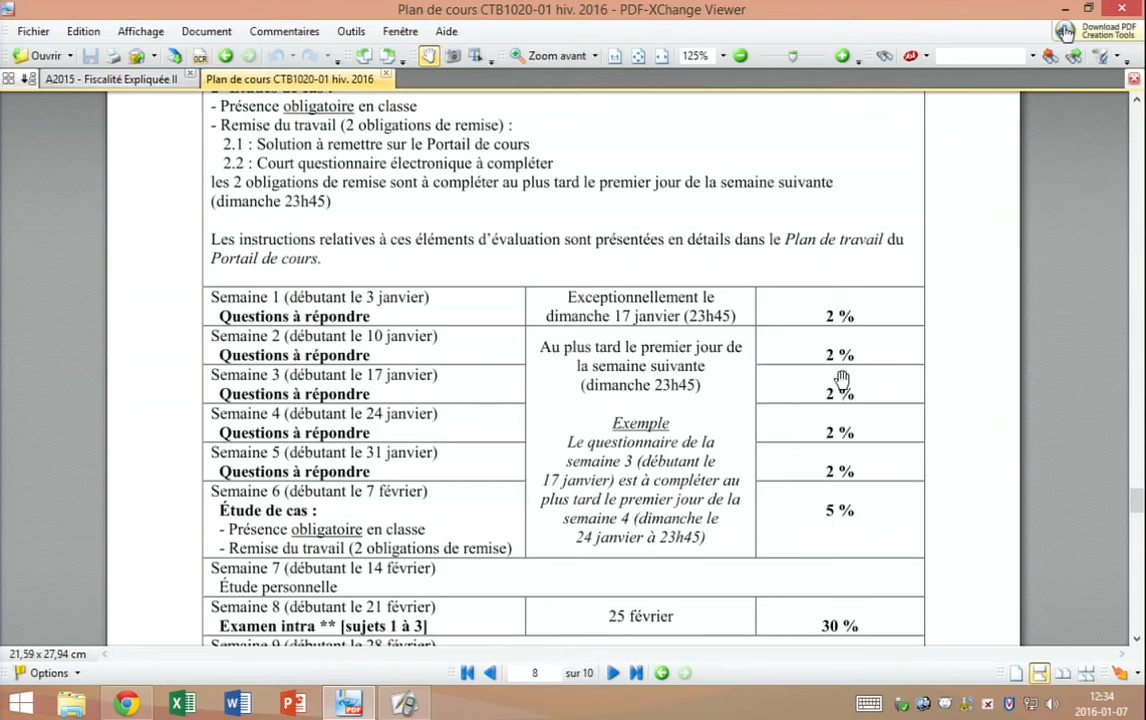 Plan de cours CTB1020-01 hiv. 2016 - PDF-XChange Viewer
Fichier Edition Affichage Document Commentaires Outils Fenêtre Aide
Download PDF
Creation Tools
Ouvrir OCR Zoom avant 125%
A2015 - Fiscalité Expliquée II Plan de cours CTB1020-01 hiv. 2016
- Présence obligatoire en classe
- Remise du travail (2 obligations de remise) :
2.1 : Solution à remettre sur le Portail de cours
2.2 : Court questionnaire électronique à compléter
les 2 obligations de remise sont à compléter au plus tard le premier jour de la semaine suivante
(dimanche 23h45)
Les instructions relatives à ces éléments d’évaluation sont présentées en détails dans le Plan de travail du
Portail de cours.
Semaine 1 (débutant le 3 janvier)
Questions à répondre
Exceptionnellement le
dimanche 17 janvier (23h45)
2 %
Semaine 2 (débutant le 10 janvier)
Questions à répondre
2 %
Semaine 3 (débutant le 17 janvier)
Questions à répondre
2 %
Semaine 4 (débutant le 24 janvier)
Questions à répondre
2 %
Semaine 5 (débutant le 31 janvier)
Questions à répondre
2 %
Semaine 6 (débutant le 7 février)
Étude de cas :
- Présence obligatoire en classe
- Remise du travail (2 obligations de remise)
5 %
Au plus tard le premier jour de
la semaine suivante
(dimanche 23h45)
Exemple
Le questionnaire de la
semaine 3 (débutant le
17 janvier) est à compléter au
plus tard le premier jour de la
semaine 4 (dimanche le
24 janvier à 23h45)
Semaine 7 (débutant le 14 février)
Étude personnelle
Semaine 8 (débutant le 21 février)
Examen intra ** [sujets 1 à 3]
25 février
30 %
Semaine 9 (débutant le 28 février)
21,59 x 27,94 cm
Options 8 sur 10
12:34
2016-01-07